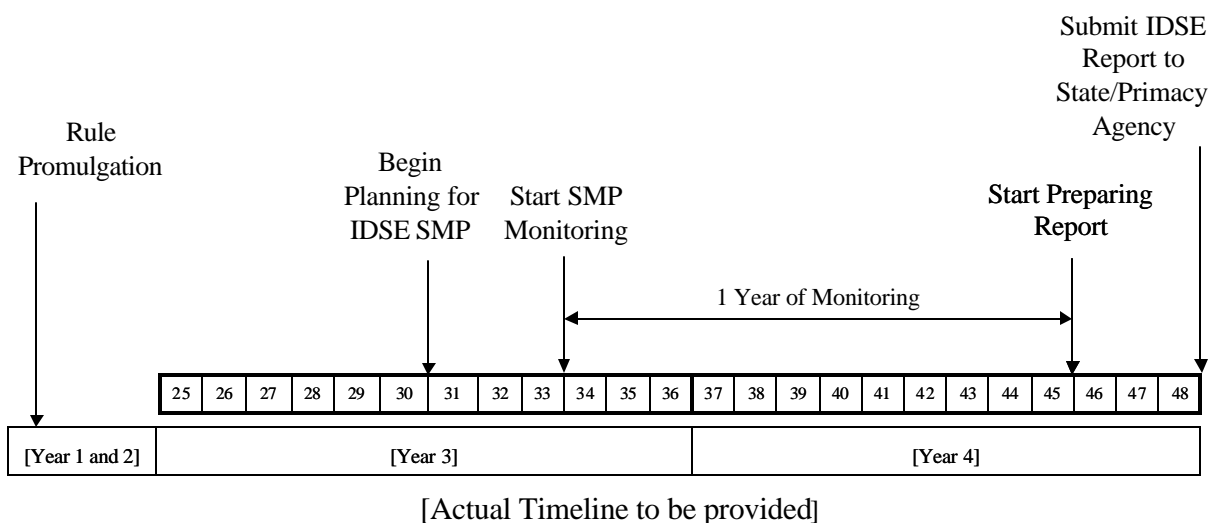 Submit IDSE
Report to
State/Primacy
Agency
Rule
Promulgation
Begin
Planning for
IDSE SMP
Start SMP
Monitoring
Start Preparing
Report
1 Year of Monitoring
25 26 27 28 29 30 31 32 33 34 35 36 37 38 39 40 41 42 43 44 45 46 47 48
[Year 1 and 2] [Year 3] [Year 4]
[Actual Timeline to be provided]